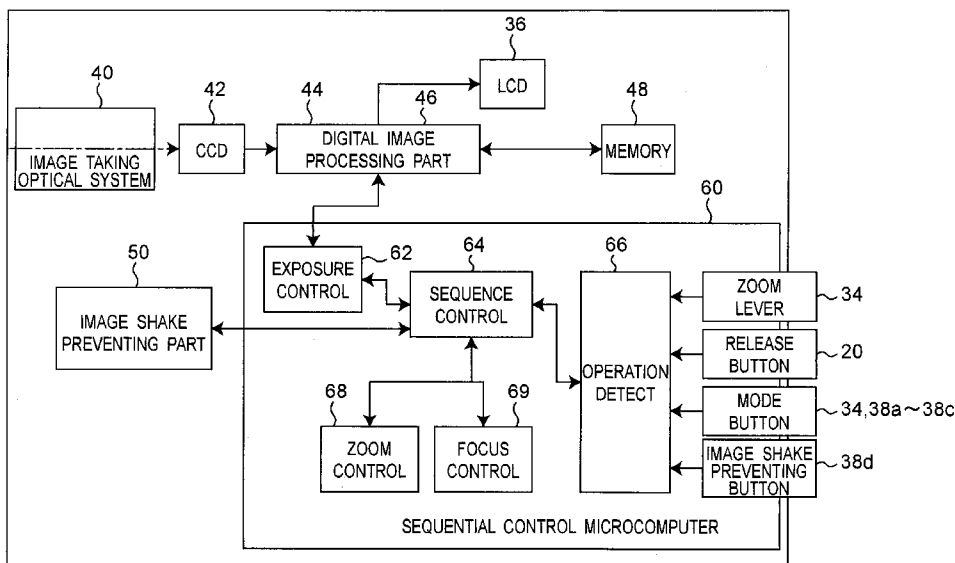 36
LCD
40
42
44
46
48
IMAGE TAKING
OPTICAL SYSTEM
CCD
DIGITAL IMAGE
PROCESSING PART
MEMORY
60
50
62
64
66
EXPOSURE
CONTROL
SEQUENCE
CONTROL
ZOOM
LEVER
34
IMAGE SHAKE
PREVENTING PART
RELEASE
BUTTON
20
OPERATION
DETECT
68
69
MODE
BUTTON
34,38a~38c
ZOOM
CONTROL
FOCUS
CONTROL
IMAGE SHAKE
PREVENTING
BUTTON
38d
SEQUENTIAL CONTROL MICROCOMPUTER